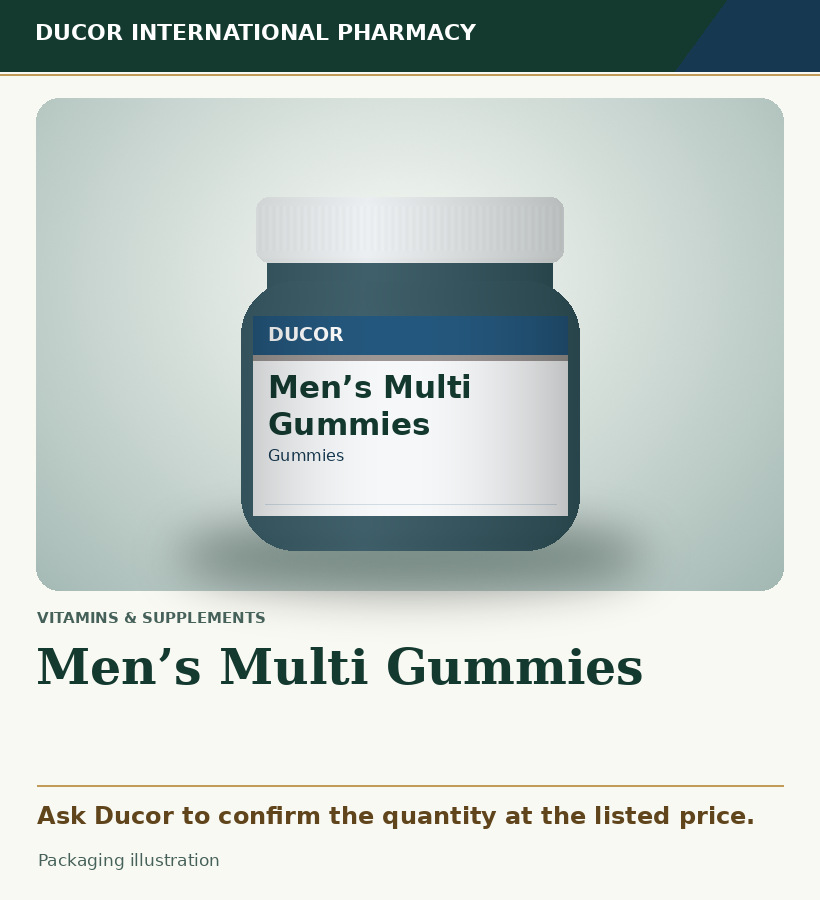 DUCOR INTERNATIONAL PHARMACY
DUCOR
Men’s Multi
Gummies
Gummies
VITAMINS & SUPPLEMENTS
Men’s Multi Gummies
Ask Ducor to confirm the quantity at the listed price.
Packaging illustration